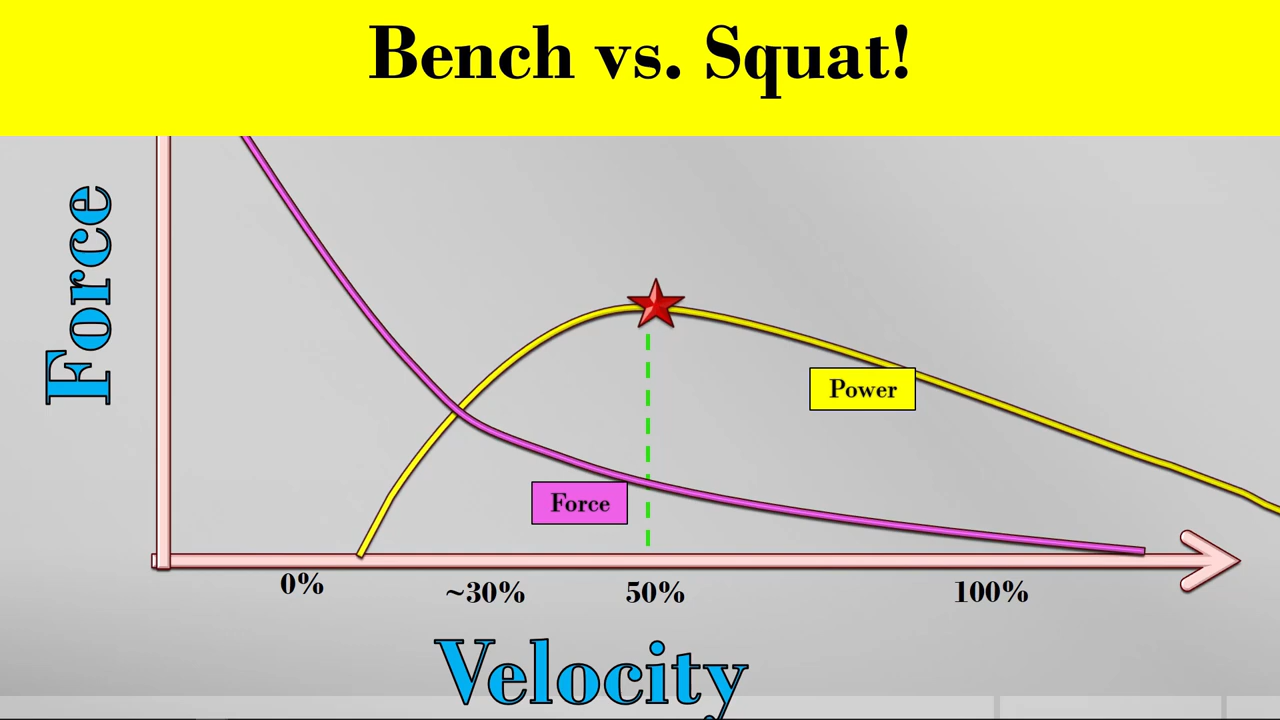 Bench vs. Squat!
Force
Power
Force
0%
~30%
50%
100%
Velocity